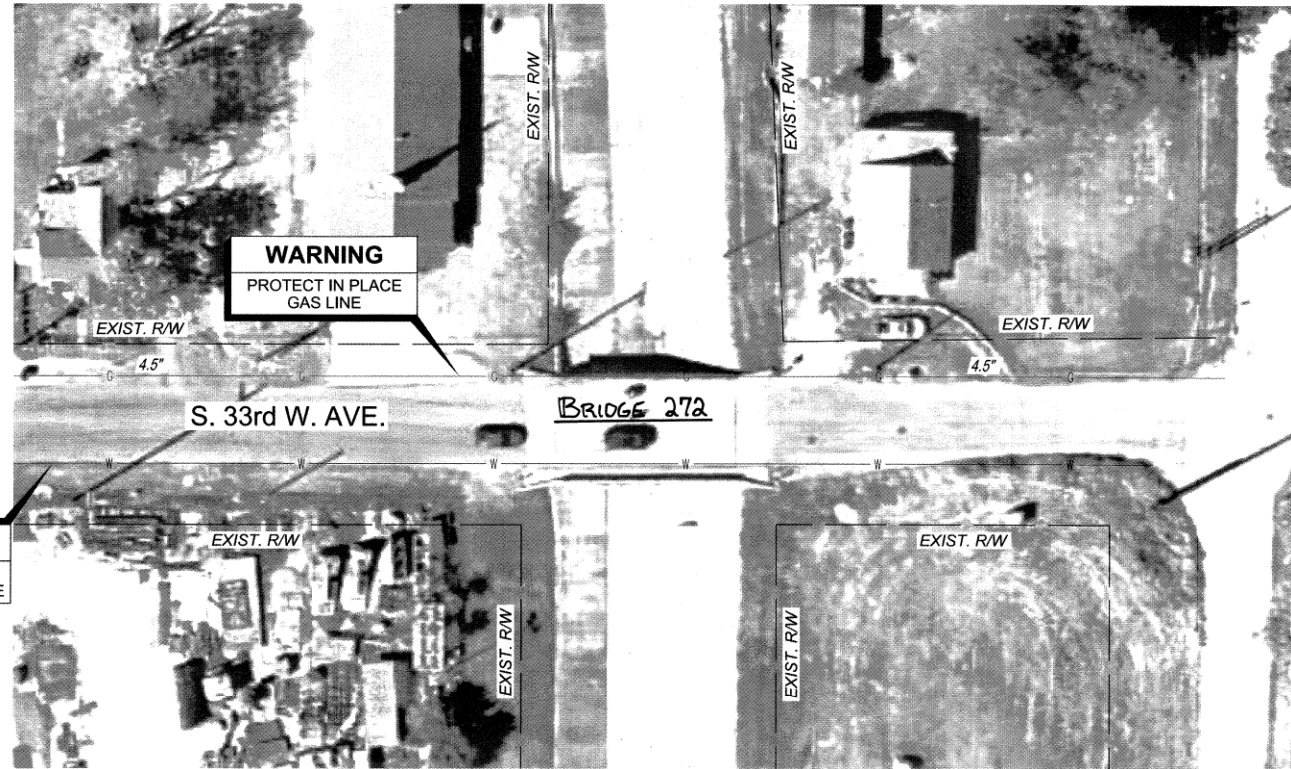 EXIST. R/W
EXIST. R/W
WARNING
PROTECT IN PLACE
GAS LINE
EXIST. R/W
EXIST. R/W
4.5"
4.5"
G
G
G
G
G
S. 33rd W. AVE.
BRIDGE 272
W
W
W
W
W
W
EXIST. R/W
EXIST. R/W
E
EXIST. R/W
EXIST. R/W